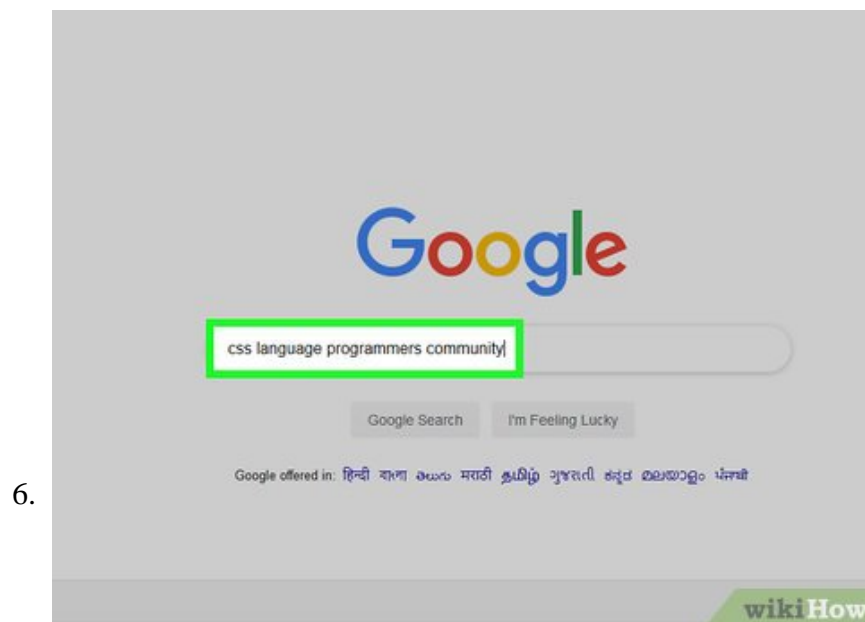 Google
css language programmers community
Google Search I'm Feeling Lucky
Google offered in: हिन्दी বাংলা తెలుగు मराठी தமிழ் ગુજરાતી ಕನ್ನಡ മലയാളം ਪੰਜਾਬੀ
6.
wikiHow